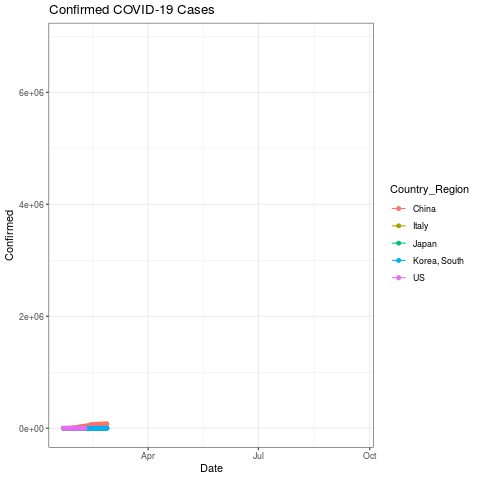 Confirmed COVID-19 Cases
Confirmed
6e+06
4e+06
2e+06
0e+00
Apr
Jul
Oct
Date
Country_Region
China
Italy
Japan
Korea, South
US